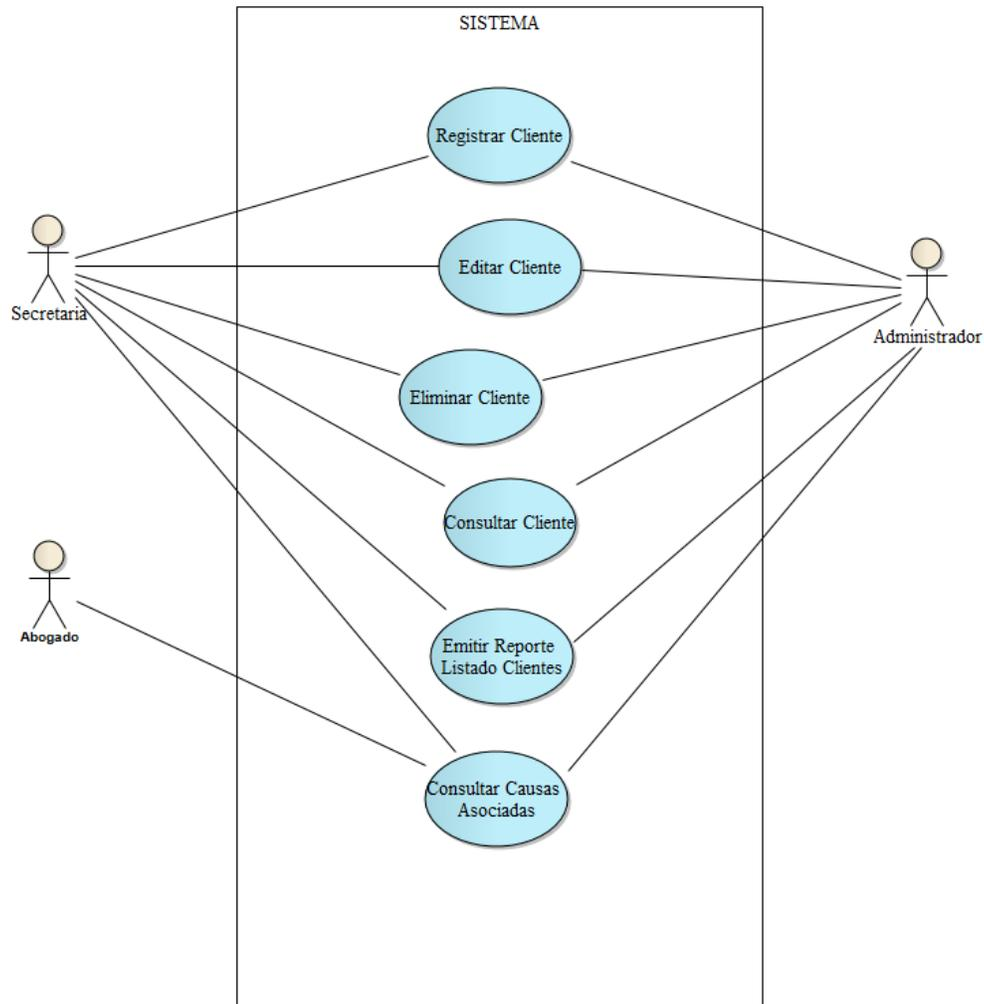 SISTEMA
Registrar Cliente
Editar Cliente
Secretaria
Administrador
Eliminar Cliente
Consultar Cliente
Abogado
Emitir Reporte
Listado Clientes
Consultar Causas
Asociadas